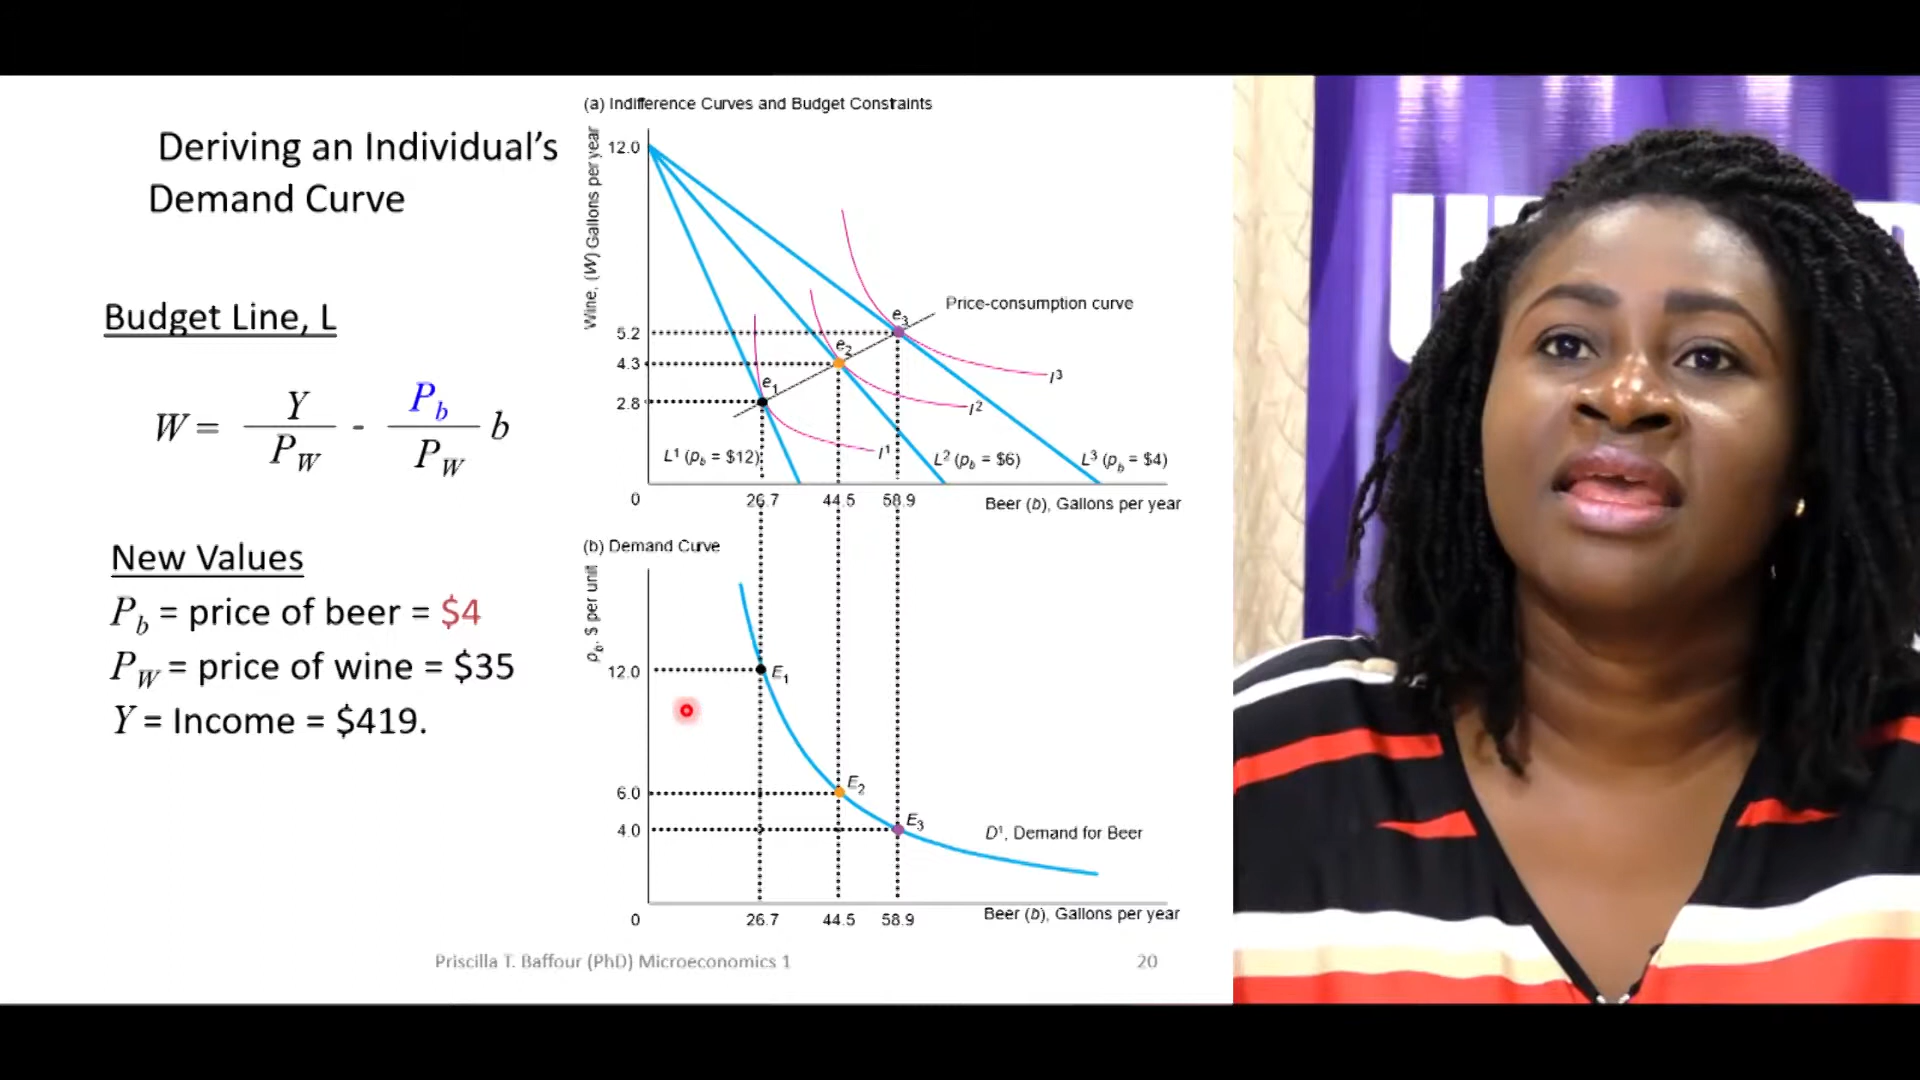 Deriving an Individual's
Demand Curve
Budget Line, L
W = Y/P_W - P_b/P_W b
New Values
P_b = price of beer = $4
P_W = price of wine = $35
Y = Income = $419.
(a) Indifference Curves and Budget Constraints
Wine, (W) Gallons per year
12.0
5.2
4.3
2.8
0
e₃
e₂
e₁
Price-consumption curve
I³
I²
I¹
L¹ (p_b = $12)
L² (p_b = $6)
L³ (p_b = $4)
26.7 44.5 58.9
Beer (b), Gallons per year
(b) Demand Curve
p_b, $ per unit
12.0
6.0
4.0
0
E₁
E₂
E₃
D¹, Demand for Beer
26.7 44.5 58.9
Beer (b), Gallons per year
Priscilla T. Baffour (PhD) Microeconomics 1
20